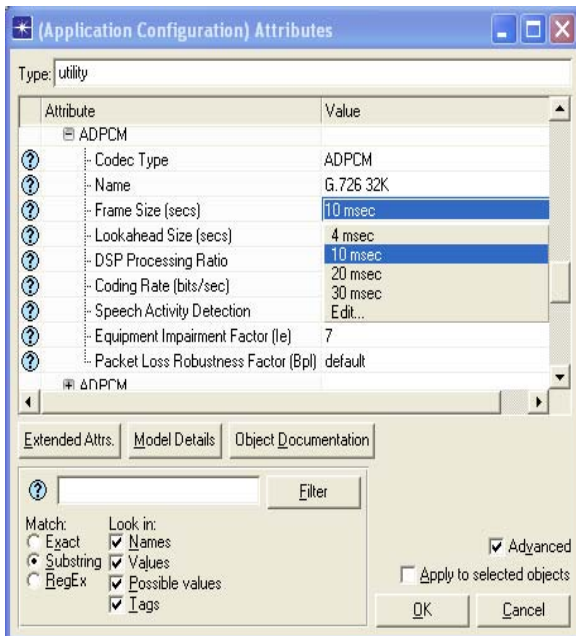 (Application Configuration) Attributes
Type: utility
Attribute Value
ADPCM
Codec Type ADPCM
Name G.726 32K
Frame Size (secs) 10 msec
Lookahead Size (secs) 4 msec
DSP Processing Ratio 10 msec
Coding Rate (bits/sec) 20 msec
30 msec
Speech Activity Detection Edit...
Equipment Impairment Factor (Ie) 7
Packet Loss Robustness Factor (Bpl) default
ADPCM
Extended Attrs. Model Details Object Documentation
Filter
Match: Look in:
Exact Names
Substring Values
RegEx Possible values
Tags
Advanced
Apply to selected objects
OK Cancel